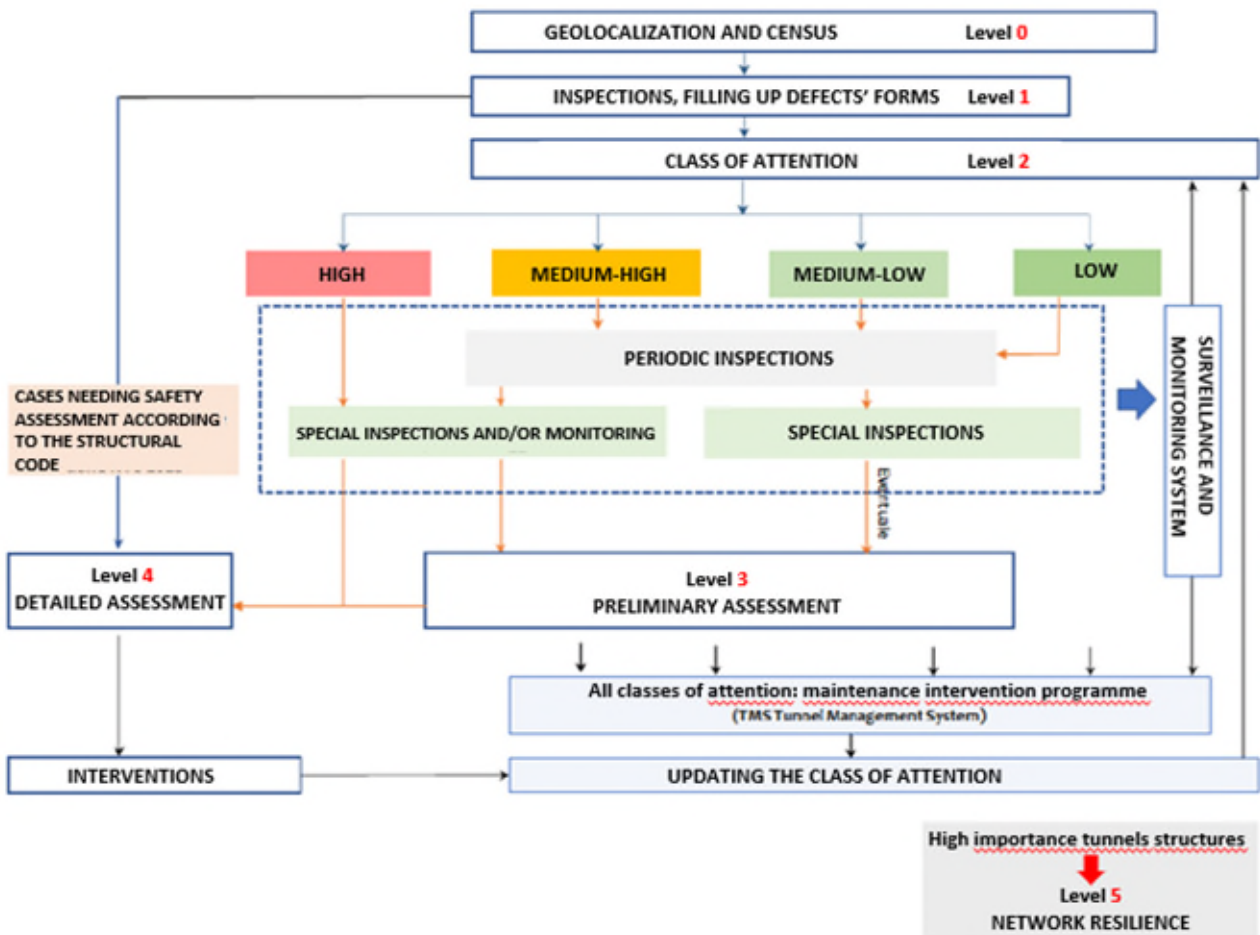 GEOLOCALIZATION AND CENSUS Level 0
INSPECTIONS, FILLING UP DEFECTS' FORMS Level 1
CLASS OF ATTENTION Level 2
HIGH
MEDIUM-HIGH
MEDIUM-LOW
LOW
PERIODIC INSPECTIONS
SURVEILLANCE AND
MONITORING SYSTEM
CASES NEEDING SAFETY
ASSESSMENT ACCORDING
TO THE STRUCTURAL
CODE
SPECIAL INSPECTIONS AND/OR MONITORING
SPECIAL INSPECTIONS
Eventuale
Level 4
DETAILED ASSESSMENT
Level 3
PRELIMINARY ASSESSMENT
All classes of attention: maintenance intervention programme
(TMS Tunnel Management System)
INTERVENTIONS
UPDATING THE CLASS OF ATTENTION
High importance tunnels structures
Level 5
NETWORK RESILIENCE